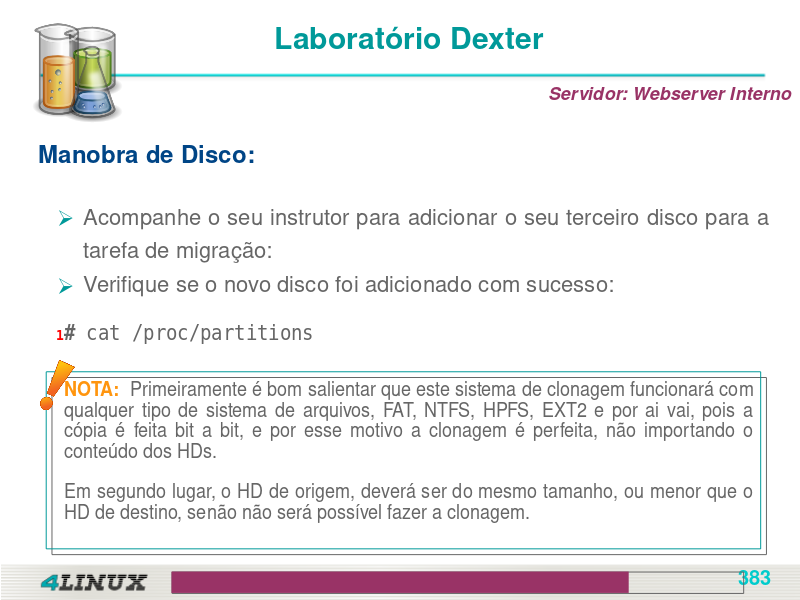 Laboratório Dexter
Servidor: Webserver Interno
Manobra de Disco:
Acompanhe o seu instrutor para adicionar o seu terceiro disco para a
tarefa de migração:
Verifique se o novo disco foi adicionado com sucesso:
1# cat /proc/partitions
NOTA: Primeiramente é bom salientar que este sistema de clonagem funcionará com
qualquer tipo de sistema de arquivos, FAT, NTFS, HPFS, EXT2 e por ai vai, pois a
cópia é feita bit a bit, e por esse motivo a clonagem é perfeita, não importando o
conteúdo dos HDs.
Em segundo lugar, o HD de origem, deverá ser do mesmo tamanho, ou menor que o
HD de destino, senão não será possível fazer a clonagem.
4LINUX
383